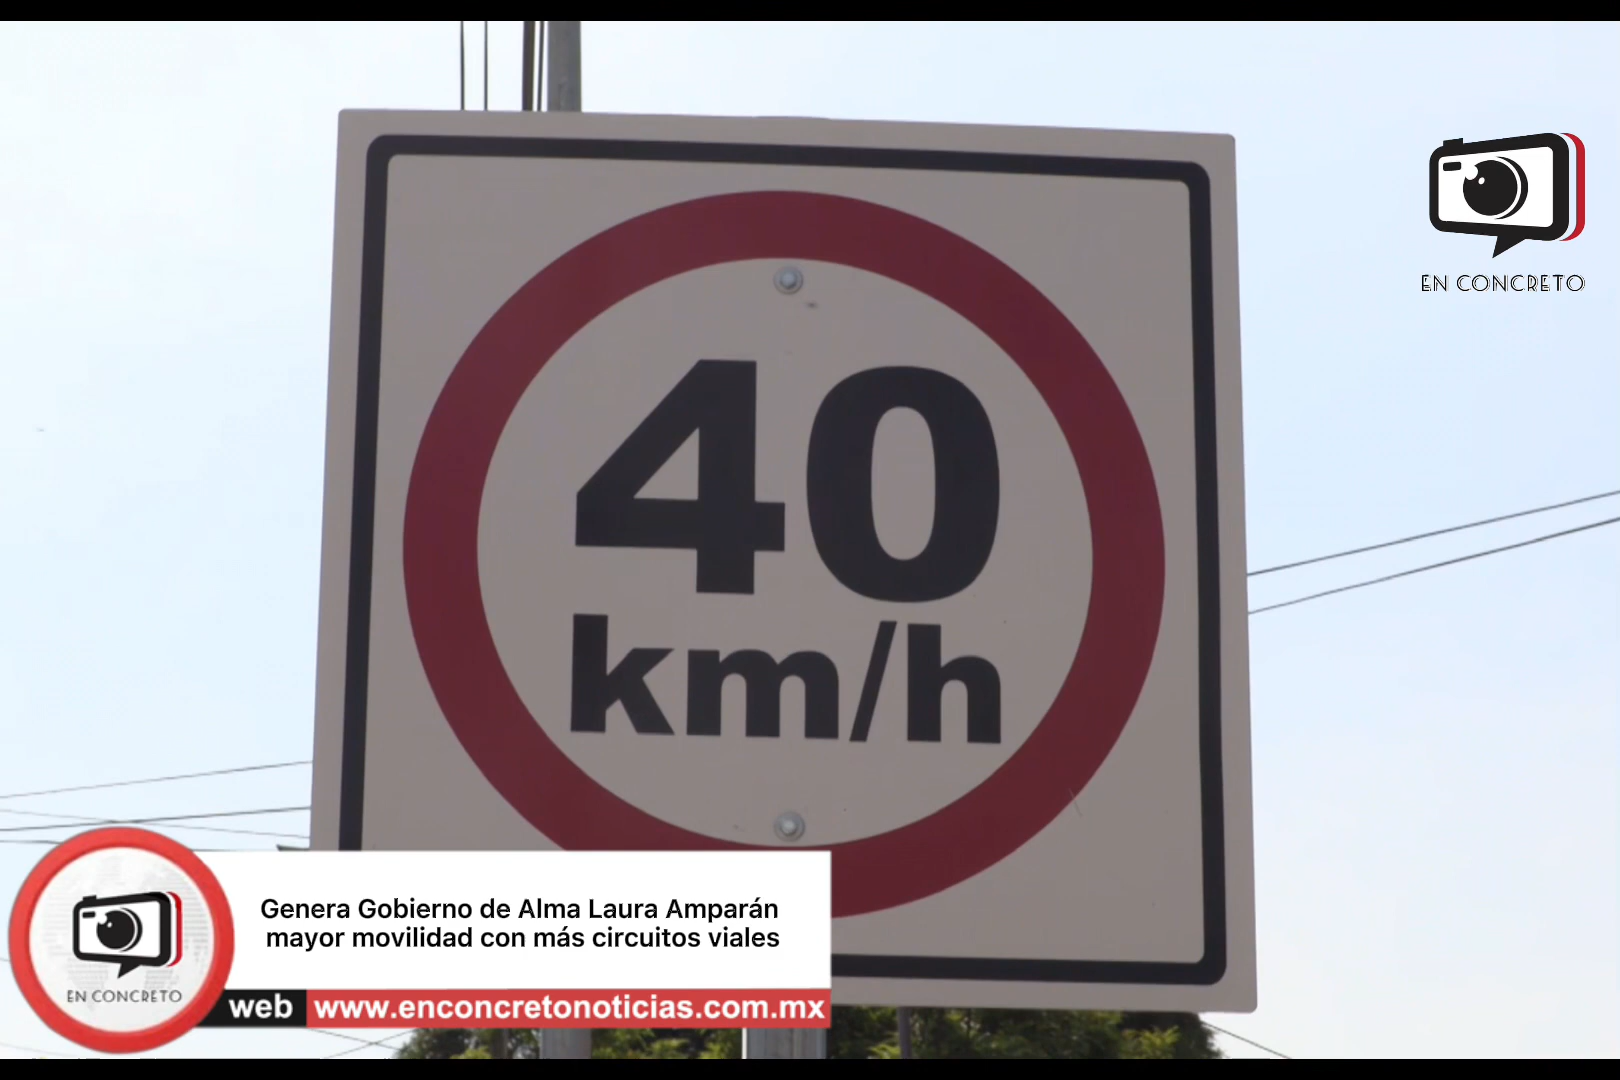 EN CONCRETO
40
km/h
Genera Gobierno de Alma Laura Amparán
mayor movilidad con más circuitos viales
EN CONCRETO
web www.enconcretonoticias.com.mx